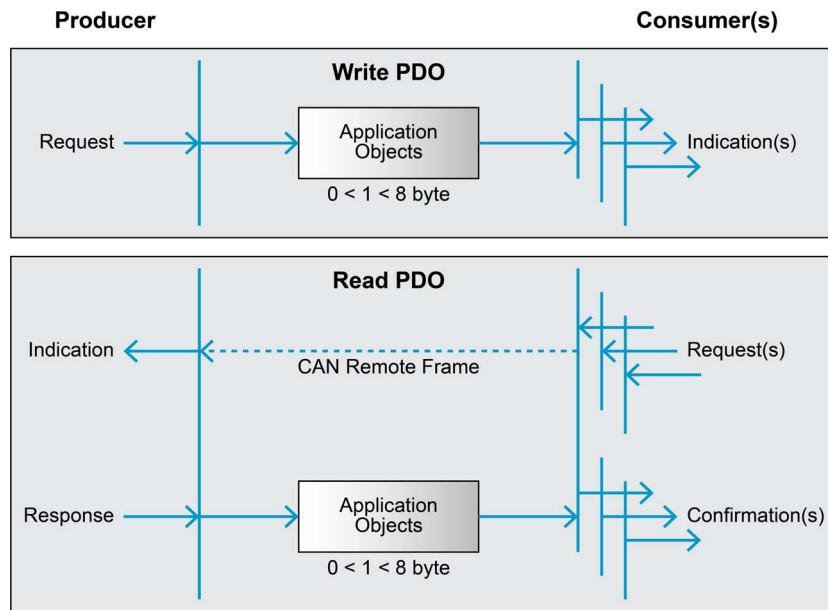 Producer
Consumer(s)
Write PDO
Request
Application
Objects
Indication(s)
0 < 1 < 8 byte
Read PDO
Indication
CAN Remote Frame
Request(s)
Response
Application
Objects
Confirmation(s)
0 < 1 < 8 byte